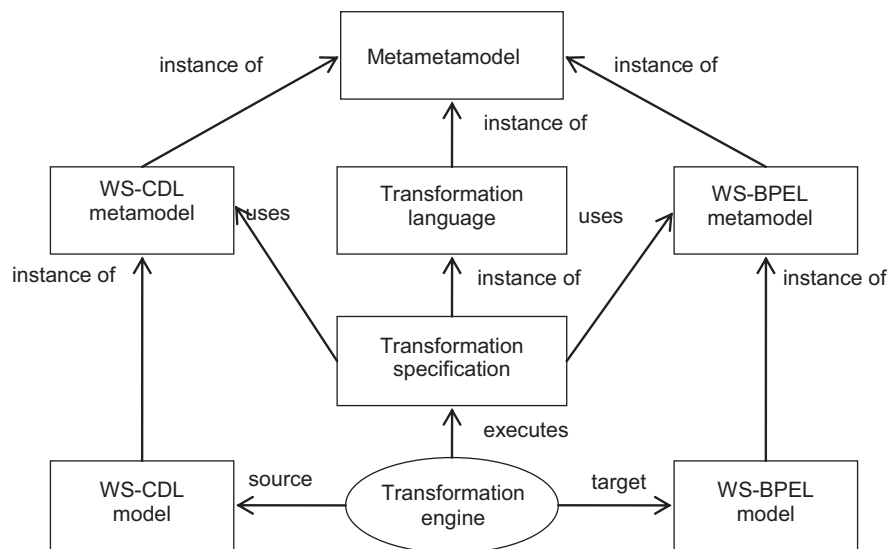 instance of
Metametamodel
instance of
instance of
WS-CDL
metamodel
uses
Transformation
language
uses
WS-BPEL
metamodel
instance of
instance of
instance of
Transformation
specification
executes
WS-CDL
model
source
Transformation
engine
target
WS-BPEL
model